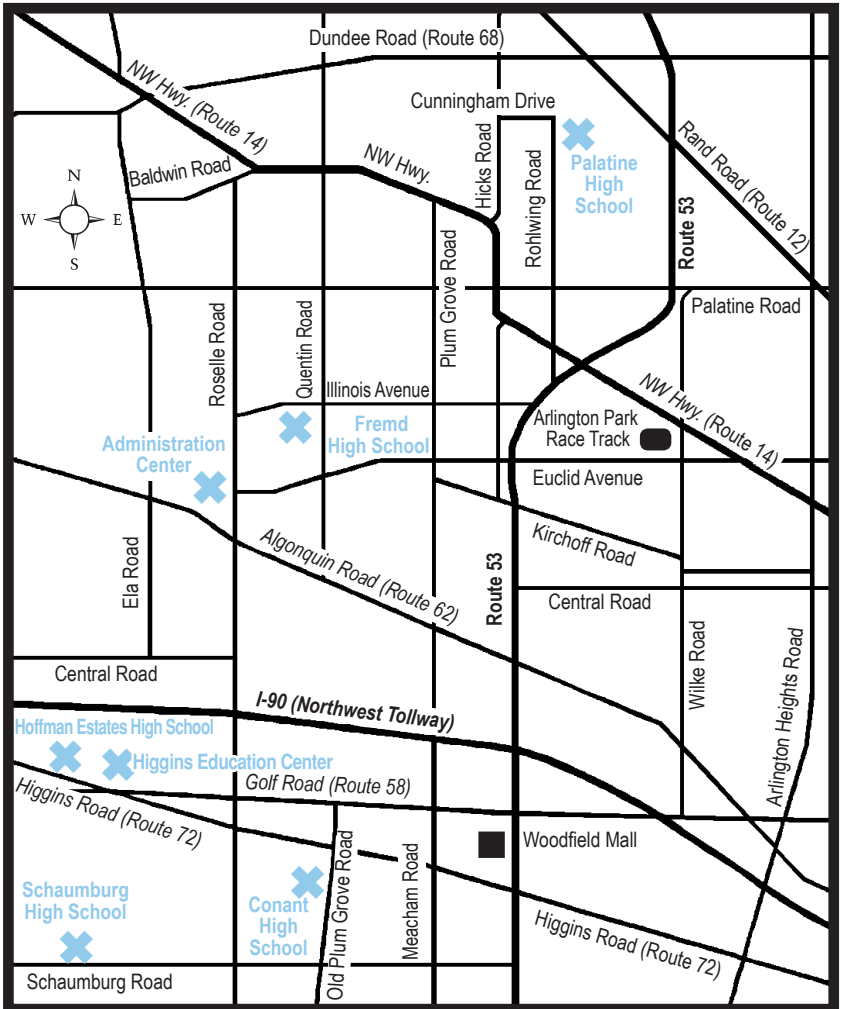 Dundee Road (Route 68)
NW Hwy. (Route 14)
Cunningham Drive
Baldwin Road
NW Hwy.
Hicks Road
Rohlwing Road
Palatine
High
School
Rand Road (Route 12)
Route 53
N
W
E
S
Plum Grove Road
Palatine Road
Roselle Road
Quentin Road
Illinois Avenue
NW Hwy. (Route 14)
Fremd
High School
Arlington Park
Race Track
Administration
Center
Euclid Avenue
Kirchoff Road
Algonquin Road (Route 62)
Ela Road
Route 53
Central Road
Wilke Road
Arlington Heights Road
Central Road
I-90 (Northwest Tollway)
Hoffman Estates High School
Higgins Education Center
Golf Road (Route 58)
Higgins Road (Route 72)
Woodfield Mall
Old Plum Grove Road
Meacham Road
Schaumburg
High School
Conant
High
School
Higgins Road (Route 72)
Schaumburg Road